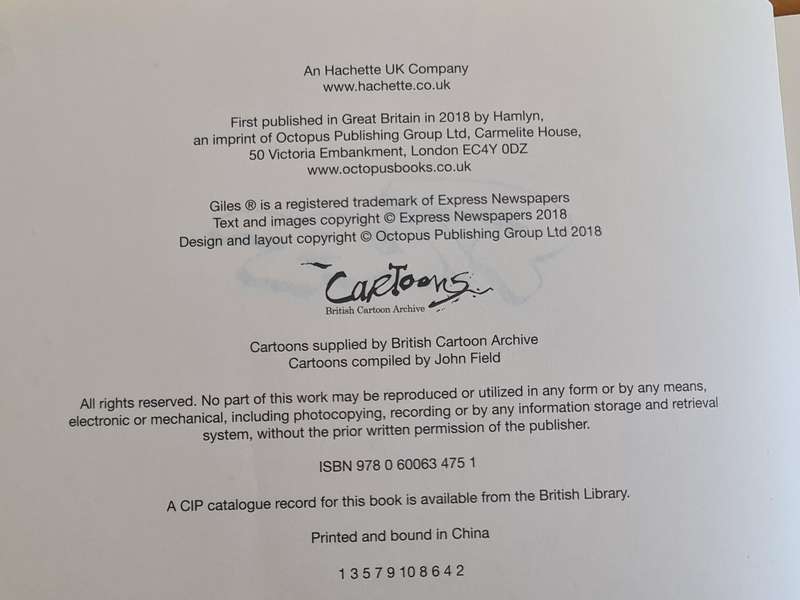 An Hachette UK Company
www.hachette.co.uk
First published in Great Britain in 2018 by Hamlyn,
an imprint of Octopus Publishing Group Ltd, Carmelite House,
50 Victoria Embankment, London EC4Y 0DZ
www.octopusbooks.co.uk
Giles ® is a registered trademark of Express Newspapers
Text and images copyright © Express Newspapers 2018
Design and layout copyright © Octopus Publishing Group Ltd 2018
CarToons
British Cartoon Archive
Cartoons supplied by British Cartoon Archive
Cartoons compiled by John Field
All rights reserved. No part of this work may be reproduced or utilized in any form or by any means,
electronic or mechanical, including photocopying, recording or by any information storage and retrieval
system, without the prior written permission of the publisher.
ISBN 978 0 60063 475 1
A CIP catalogue record for this book is available from the British Library.
Printed and bound in China
1 3 5 7 9 10 8 6 4 2